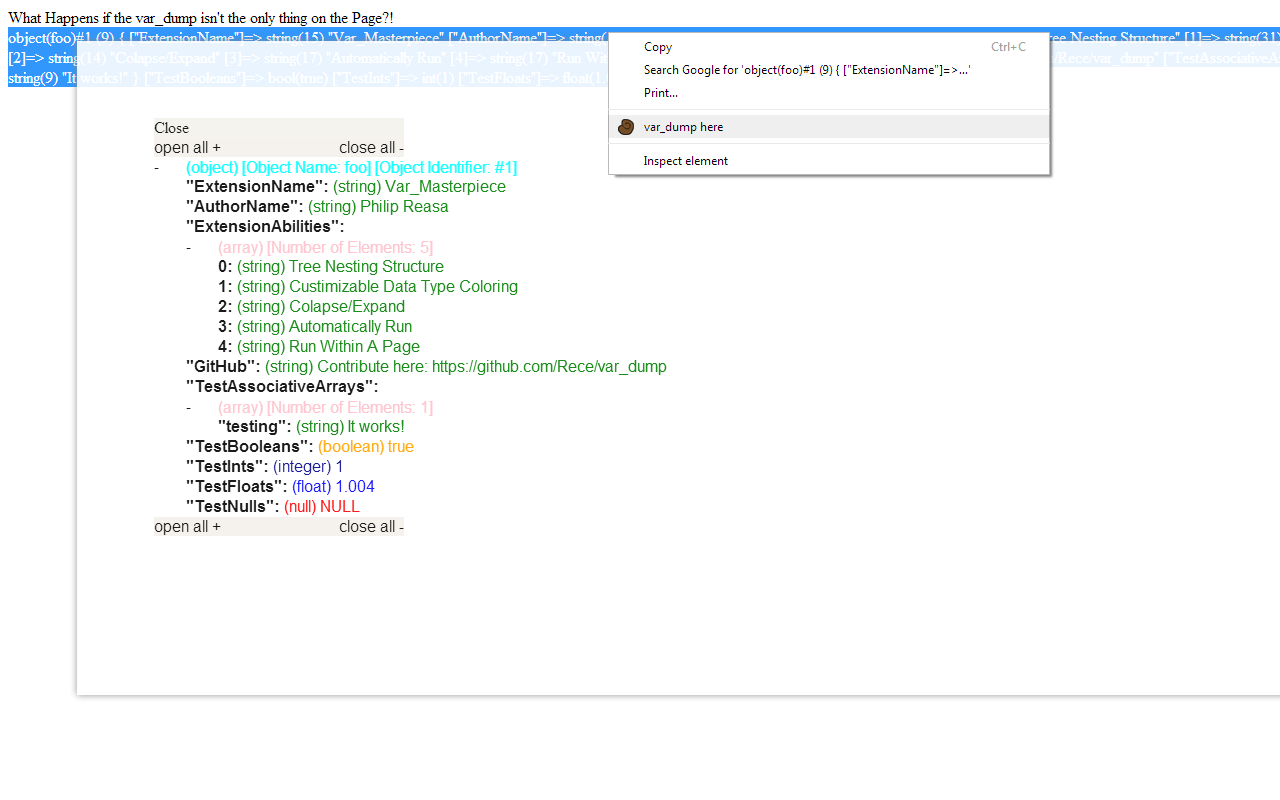 What Happens if the var_dump isn't the only thing on the Page?!
object(foo)#1 (9) { ["ExtensionName"]=> string(15) "Var_Masterpiece" ["AuthorName"]=> string( Tree Nesting Structure" [1]=> string(31)
[2]=> string(14) "Colapse/Expand" [3]=> string(17) "Automatically Run" [4]=> string(17) "Run Wit /Rece/var_dump" ["TestAssociativeA
string(9) "It works!" } ["TestBooleans"]=> bool(true) ["TestInts"]=> int(1) ["TestFloats"]=> float(1.0
Copy Ctrl+C
Search Google for 'object(foo)#1 (9) { ["ExtensionName"]=>...'
Print...
var_dump here
Inspect element
Close
open all + close all -
- (object) [Object Name: foo] [Object Identifier: #1]
"ExtensionName": (string) Var_Masterpiece
"AuthorName": (string) Philip Reasa
"ExtensionAbilities":
- (array) [Number of Elements: 5]
0: (string) Tree Nesting Structure
1: (string) Custimizable Data Type Coloring
2: (string) Colapse/Expand
3: (string) Automatically Run
4: (string) Run Within A Page
"GitHub": (string) Contribute here: https://github.com/Rece/var_dump
"TestAssociativeArrays":
- (array) [Number of Elements: 1]
"testing": (string) It works!
"TestBooleans": (boolean) true
"TestInts": (integer) 1
"TestFloats": (float) 1.004
"TestNulls": (null) NULL
open all + close all -